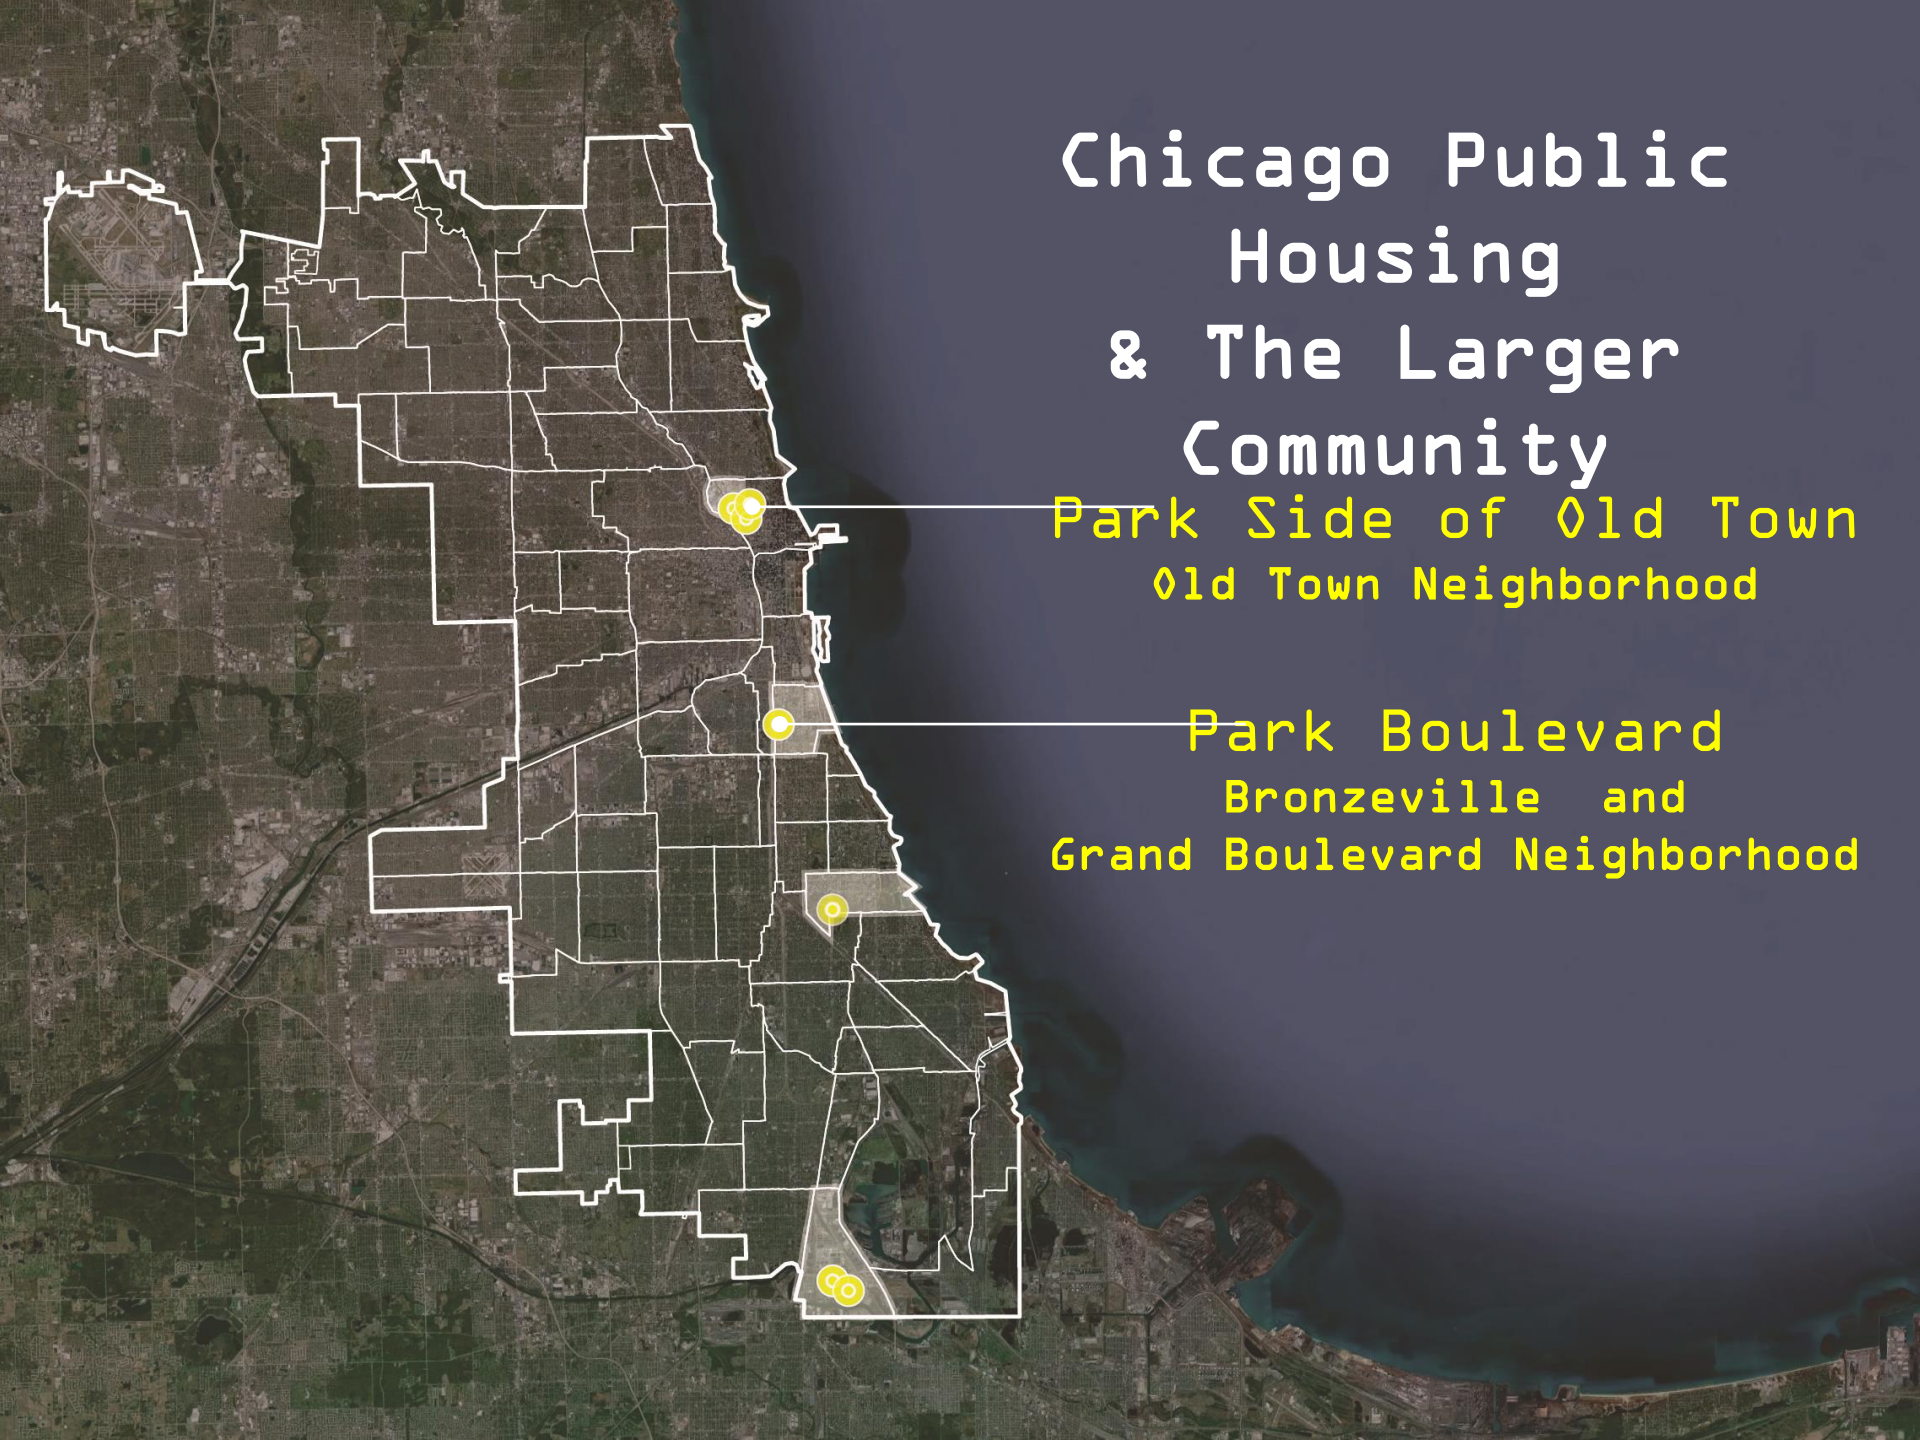 Chicago Public
Housing
& The Larger
Community
Park Side of Old Town
Old Town Neighborhood
Park Boulevard
Bronzeville and
Grand Boulevard Neighborhood